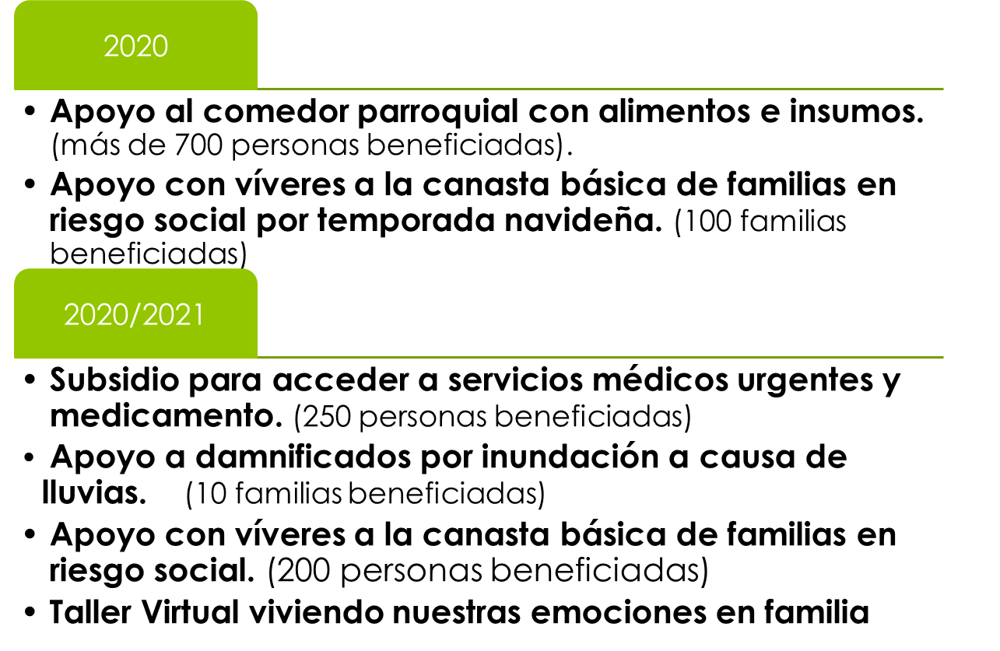 2020
• Apoyo al comedor parroquial con alimentos e insumos.
(más de 700 personas beneficiadas).
• Apoyo con víveres a la canasta básica de familias en
riesgo social por temporada navideña. (100 familias
beneficiadas)
2020/2021
• Subsidio para acceder a servicios médicos urgentes y
medicamento. (250 personas beneficiadas)
• Apoyo a damnificados por inundación a causa de
lluvias. (10 familias beneficiadas)
• Apoyo con víveres a la canasta básica de familias en
riesgo social. (200 personas beneficiadas)
• Taller Virtual viviendo nuestras emociones en familia